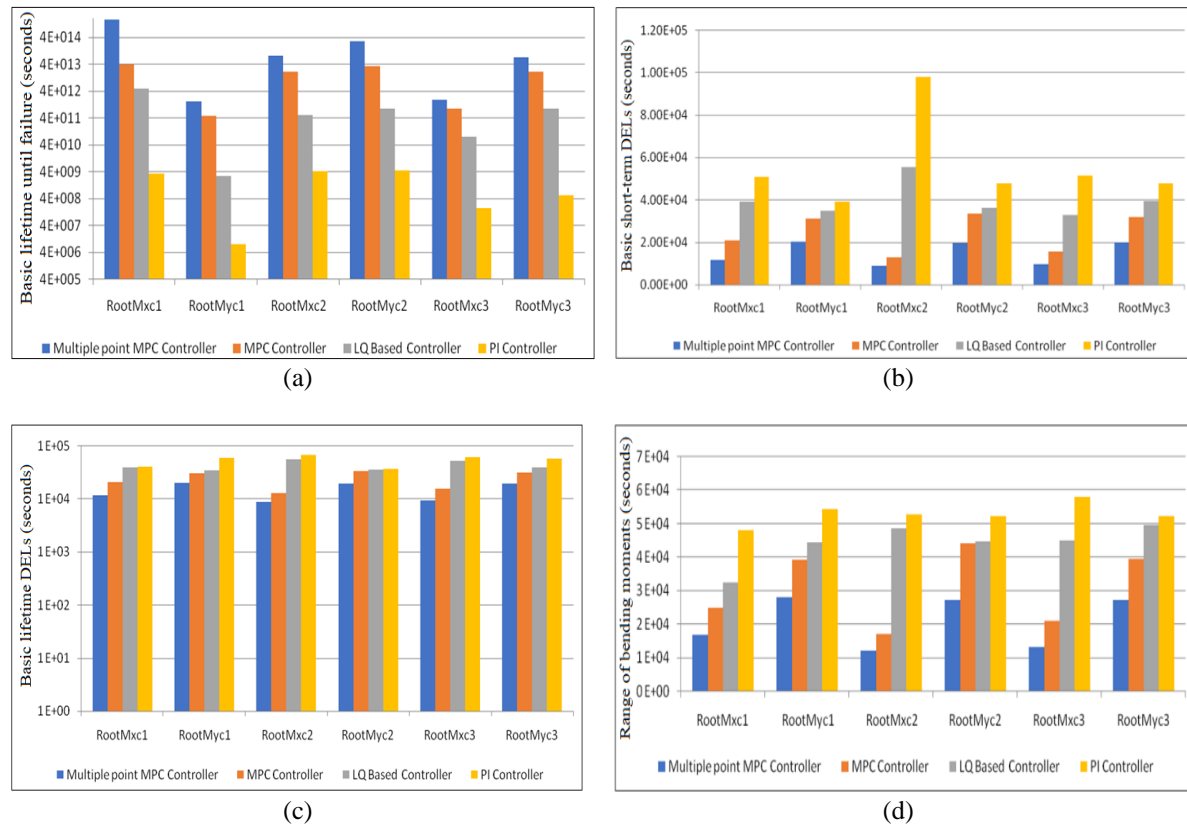 Basic lifetime until failure (seconds)
4E+014
4E+013
4E+012
4E+011
4E+010
4E+009
4E+008
4E+007
4E+006
4E+005
RootMxc1 RootMyc1 RootMxc2 RootMyc2 RootMxc3 RootMyc3
Multiple point MPC Controller MPC Controller LQ Based Controller PI Controller
(a)
Basic short-term DELs (seconds)
1.20E+05
1.00E+05
8.00E+04
6.00E+04
4.00E+04
2.00E+04
0.00E+00
RootMxc1 RootMyc1 RootMxc2 RootMyc2 RootMxc3 RootMyc3
Multiple point MPC Controller MPC Controller LQ Based Controller PI Controller
(b)
Basic lifetime DELs (seconds)
1E+05
1E+04
1E+03
1E+02
1E+01
1E+00
RootMxc1 RootMyc1 RootMxc2 RootMyc2 RootMxc3 RootMyc3
Multiple point MPC Controller MPC Controller LQ Based Controller PI Controller
(c)
Range of bending moments (seconds)
7E+04
6E+04
5E+04
4E+04
3E+04
2E+04
1E+04
0E+00
RootMxc1 RootMyc1 RootMxc2 RootMyc2 RootMxc3 RootMyc3
Multiple point MPC Controller MPC Controller LQ Based Controller PI Controller
(d)